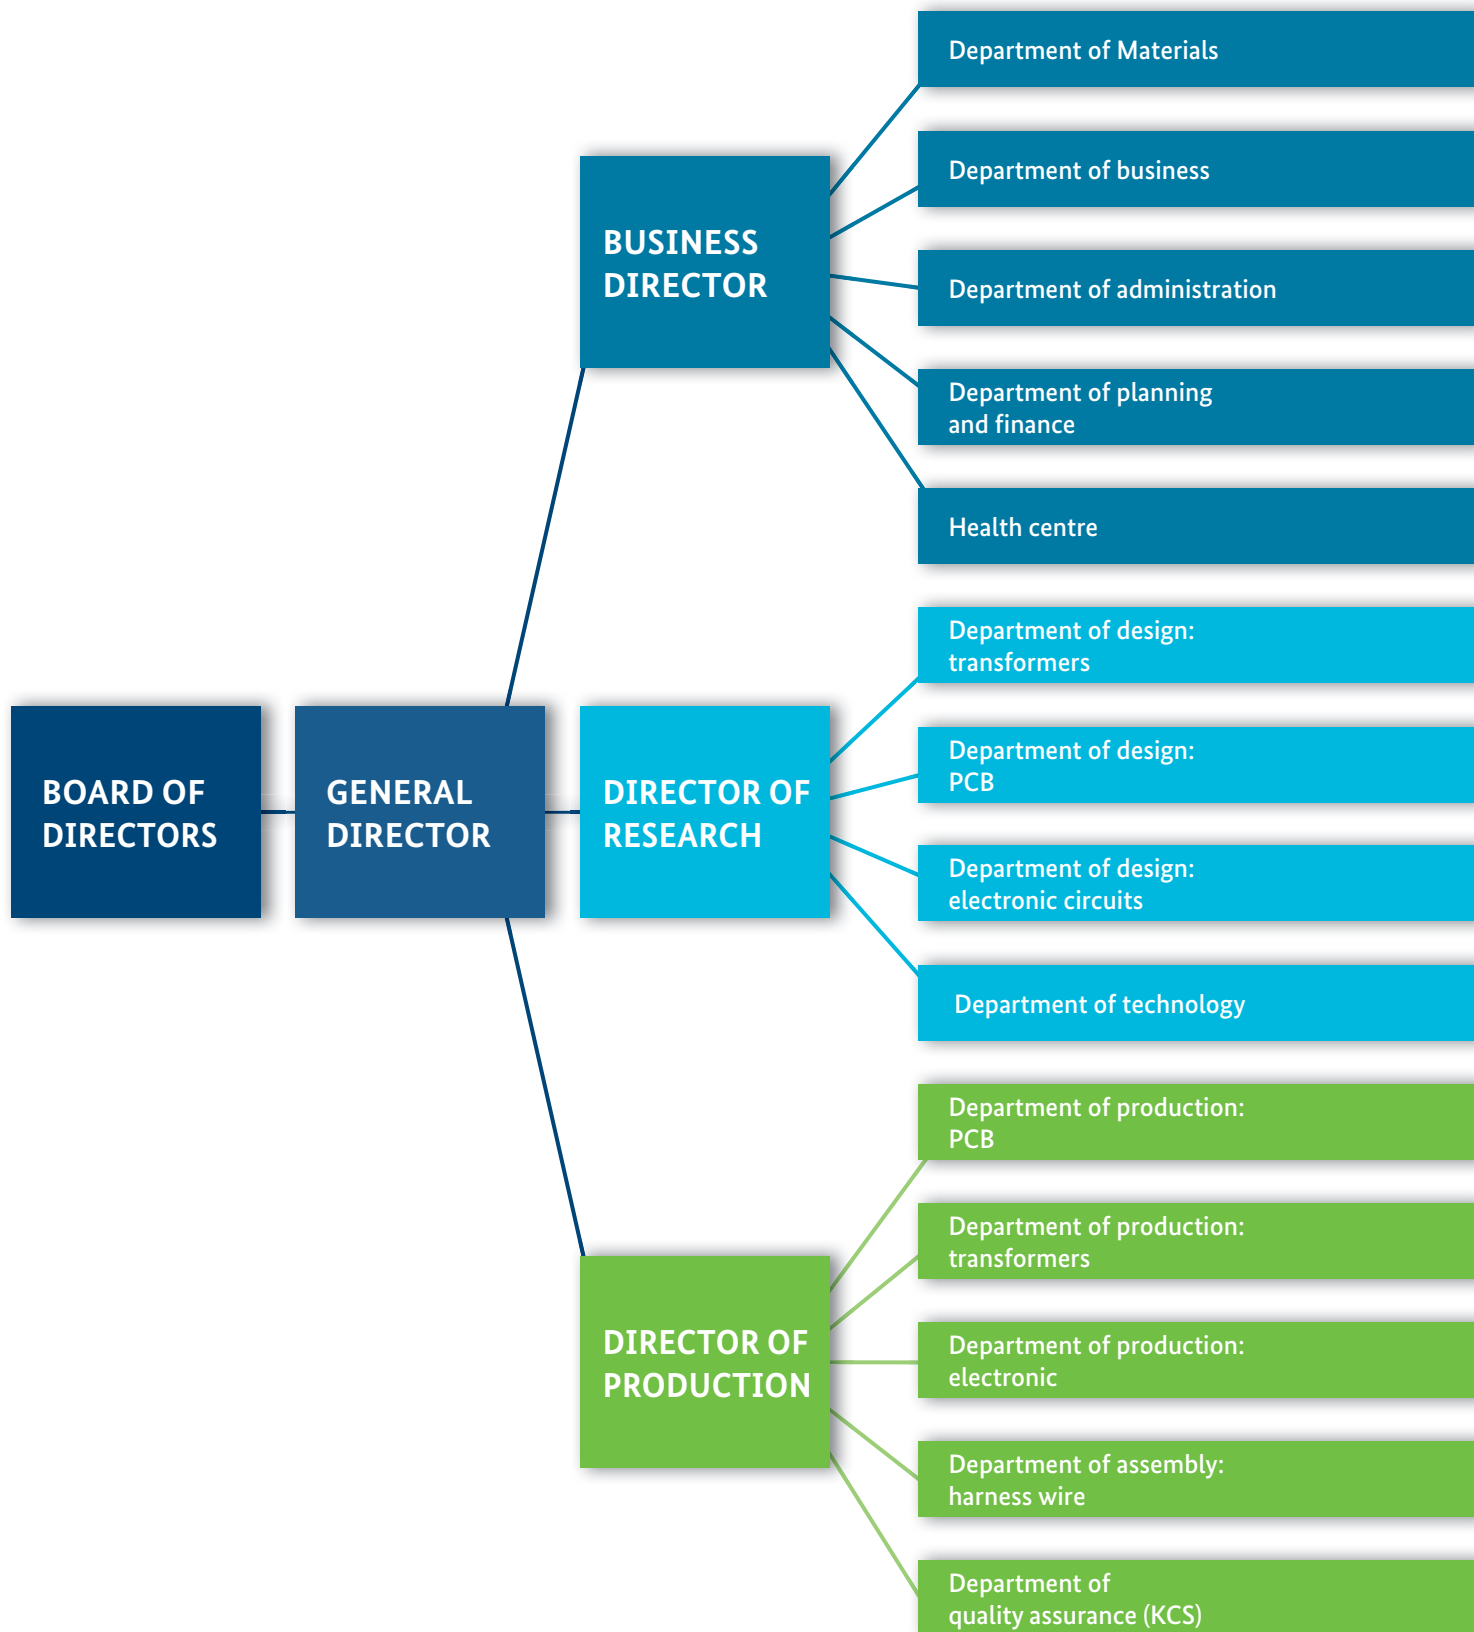 Department of Materials
Department of business
BUSINESS
DIRECTOR
Department of administration
Department of planning
and finance
Health centre
Department of design:
transformers
Department of design:
PCB
BOARD OF
DIRECTORS
GENERAL
DIRECTOR
DIRECTOR OF
RESEARCH
Department of design:
electronic circuits
Department of technology
Department of production:
PCB
Department of production:
transformers
DIRECTOR OF
PRODUCTION
Department of production:
electronic
Department of assembly:
harness wire
Department of
quality assurance (KCS)